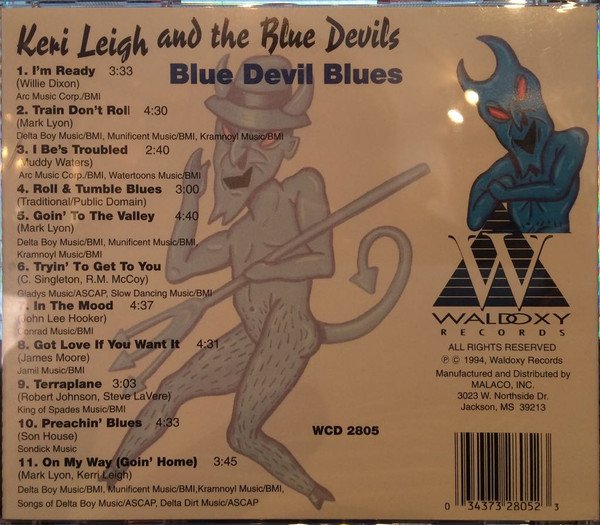 Keri Leigh and the Blue Devils
Blue Devil Blues
1. I'm Ready 3:33
(Willie Dixon)
Arc Music Corp./BMI
2. Train Don't Roll 4:30
(Mark Lyon)
Delta Boy Music/BMI, Munificent Music/BMI, Kramnoyl Music/BMI
3. I Be's Troubled 2:40
(Muddy Waters)
Arc Music Corp./BMI, Watertoons Music/BMI
4. Roll & Tumble Blues 3:00
(Traditional/Public Domain)
5. Goin' To The Valley 4:40
(Mark Lyon)
Delta Boy Music/BMI, Munificent Music/BMI,
Kramnoyl Music/BMI
6. Tryin' To Get To You
(C. Singleton, R.M. McCoy)
Gladys Music/ASCAP, Slow Dancing Music/BMI
7. In The Mood 4:37
(John Lee Hooker)
Conrad Music/BMI
8. Got Love If You Want It 4:31
(James Moore)
Jamil Music/BMI
9. Terraplane 3:03
(Robert Johnson, Steve LaVere)
King of Spades Music/BMI
10. Preachin' Blues 4:33
(Son House)
Sondick Music
11. On My Way (Goin' Home) 3:45
(Mark Lyon, Kerri Leigh)
Delta Boy Music/BMI, Munificent Music/BMI,Kramnoyl Music/BMI,
Songs of Delta Boy Music/ASCAP, Delta Dirt Music/ASCAP
W
WALDOXY
RECORDS
ALL RIGHTS RESERVED
℗ © 1994, Waldoxy Records
Manufactured and Distributed by
MALACO, INC.
3023 W. Northside Dr.
Jackson, MS 39213
WCD 2805
0 34373 28052 3